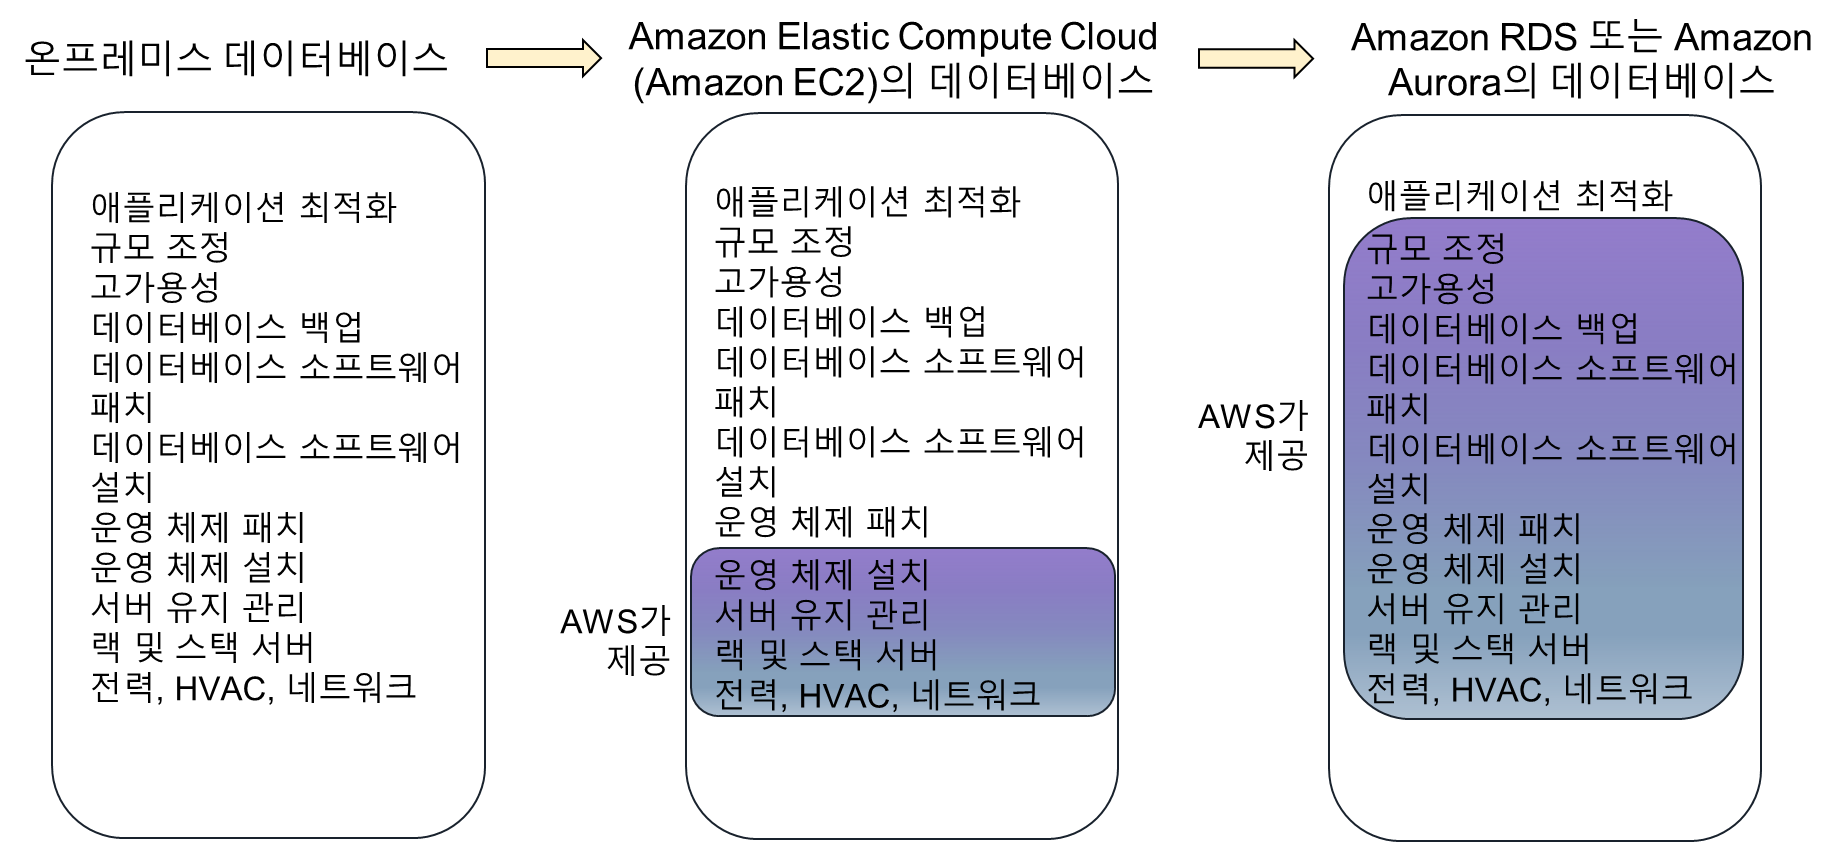 온프레미스 데이터베이스
애플리케이션 최적화
규모 조정
고가용성
데이터베이스 백업
데이터베이스 소프트웨어
패치
데이터베이스 소프트웨어
설치
운영 체제 패치
운영 체제 설치
서버 유지 관리
랙 및 스택 서버
전력, HVAC, 네트워크
Amazon Elastic Compute Cloud
(Amazon EC2)의 데이터베이스
애플리케이션 최적화
규모 조정
고가용성
데이터베이스 백업
데이터베이스 소프트웨어
패치
데이터베이스 소프트웨어
설치
운영 체제 패치
AWS가
제공
운영 체제 설치
서버 유지 관리
랙 및 스택 서버
전력, HVAC, 네트워크
Amazon RDS 또는 Amazon
Aurora의 데이터베이스
애플리케이션 최적화
AWS가
제공
규모 조정
고가용성
데이터베이스 백업
데이터베이스 소프트웨어
패치
데이터베이스 소프트웨어
설치
운영 체제 패치
운영 체제 설치
서버 유지 관리
랙 및 스택 서버
전력, HVAC, 네트워크